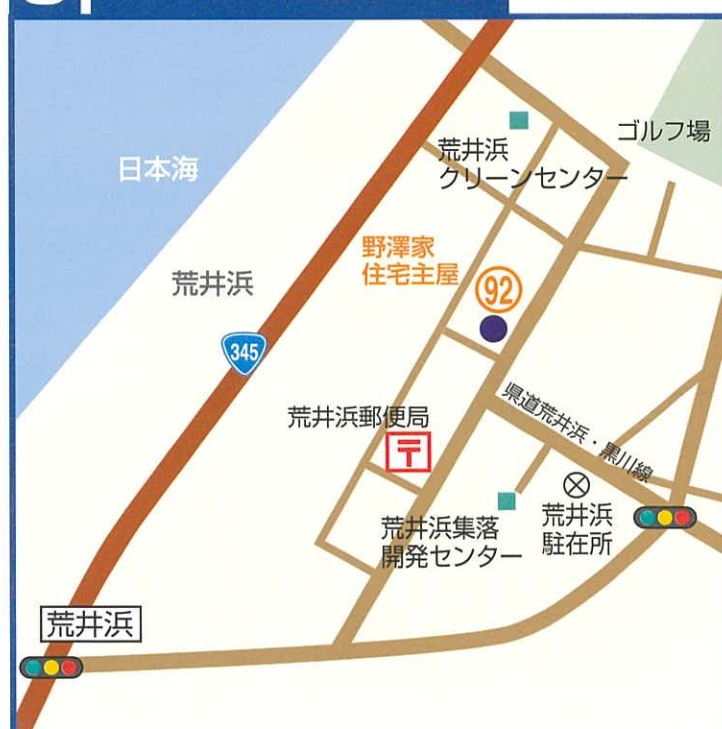 ゴルフ場
荒井浜
クリーンセンター
日本海
野澤家
住宅主屋
荒井浜
92
345
県道荒井浜・黒川線
荒井浜郵便局
〒
荒井浜集落
開発センター
荒井浜
駐在所
荒井浜